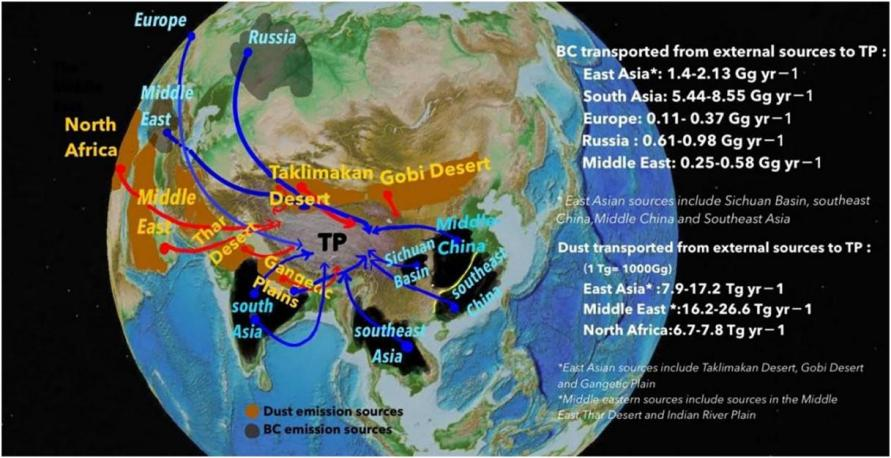 Europe
Russia
Middle
East
North
Africa
Taklimakan
Desert
Gobi Desert
Middle
East
Thar
Desert
TP
Middle
China
Sichuan
Basin
Gangetic
Plains
southeast
China
south
Asia
southeast
Asia
Dust emission sources
BC emission sources
BC transported from external sources to TP :
East Asia*: 1.4-2.13 Gg yr−1
South Asia: 5.44-8.55 Gg yr−1
Europe: 0.11- 0.37 Gg yr−1
Russia : 0.61-0.98 Gg yr−1
Middle East: 0.25-0.58 Gg yr−1
* East Asian sources include Sichuan Basin, southeast
China,Middle China and Southeast Asia
Dust transported from external sources to TP :
(1 Tg= 1000Gg)
East Asia* :7.9-17.2 Tg yr−1
Middle East *:16.2-26.6 Tg yr−1
North Africa:6.7-7.8 Tg yr−1
*East Asian sources include Taklimakan Desert, Gobi Desert
and Gangetic Plain
*Middle eastern sources include sources in the Middle
East,Thar Desert and Indian River Plain